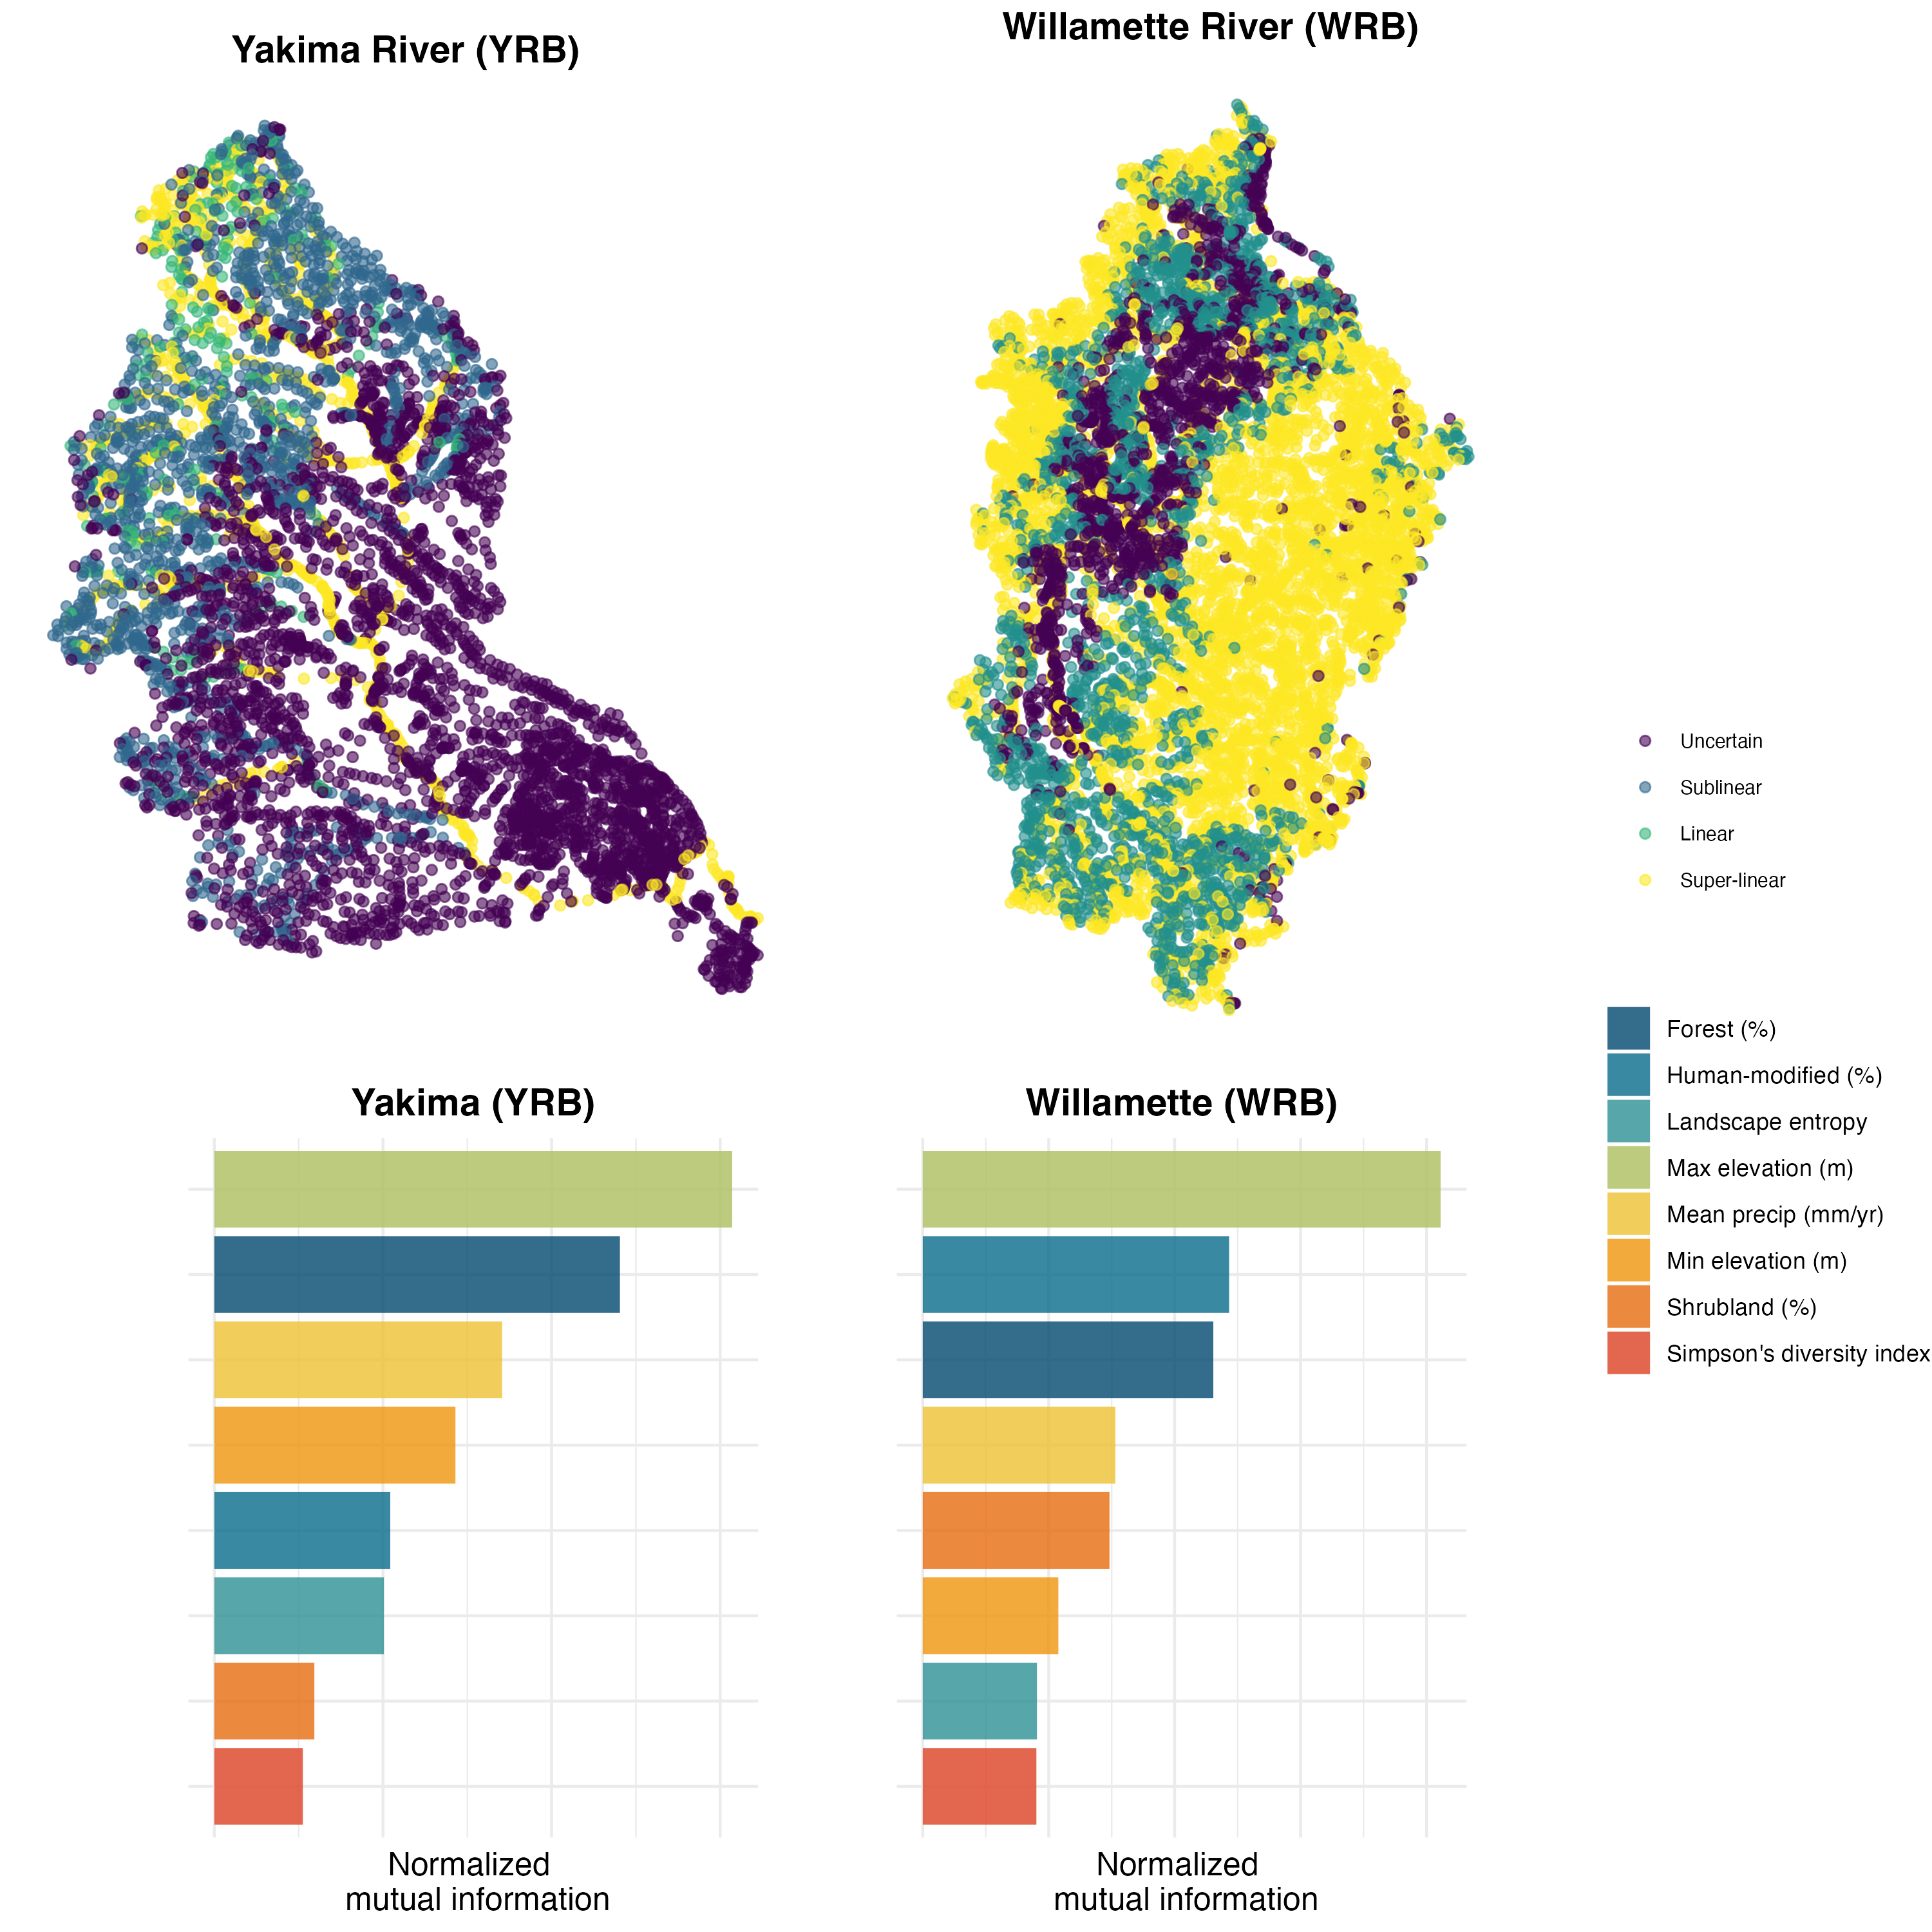 Yakima River (YRB)
Willamette River (WRB)
Uncertain
Sublinear
Linear
Super-linear
Forest (%)
Human-modified (%)
Landscape entropy
Max elevation (m)
Mean precip (mm/yr)
Min elevation (m)
Shrubland (%)
Simpson's diversity index
Yakima (YRB)
Willamette (WRB)
Normalized
mutual information
Normalized
mutual information